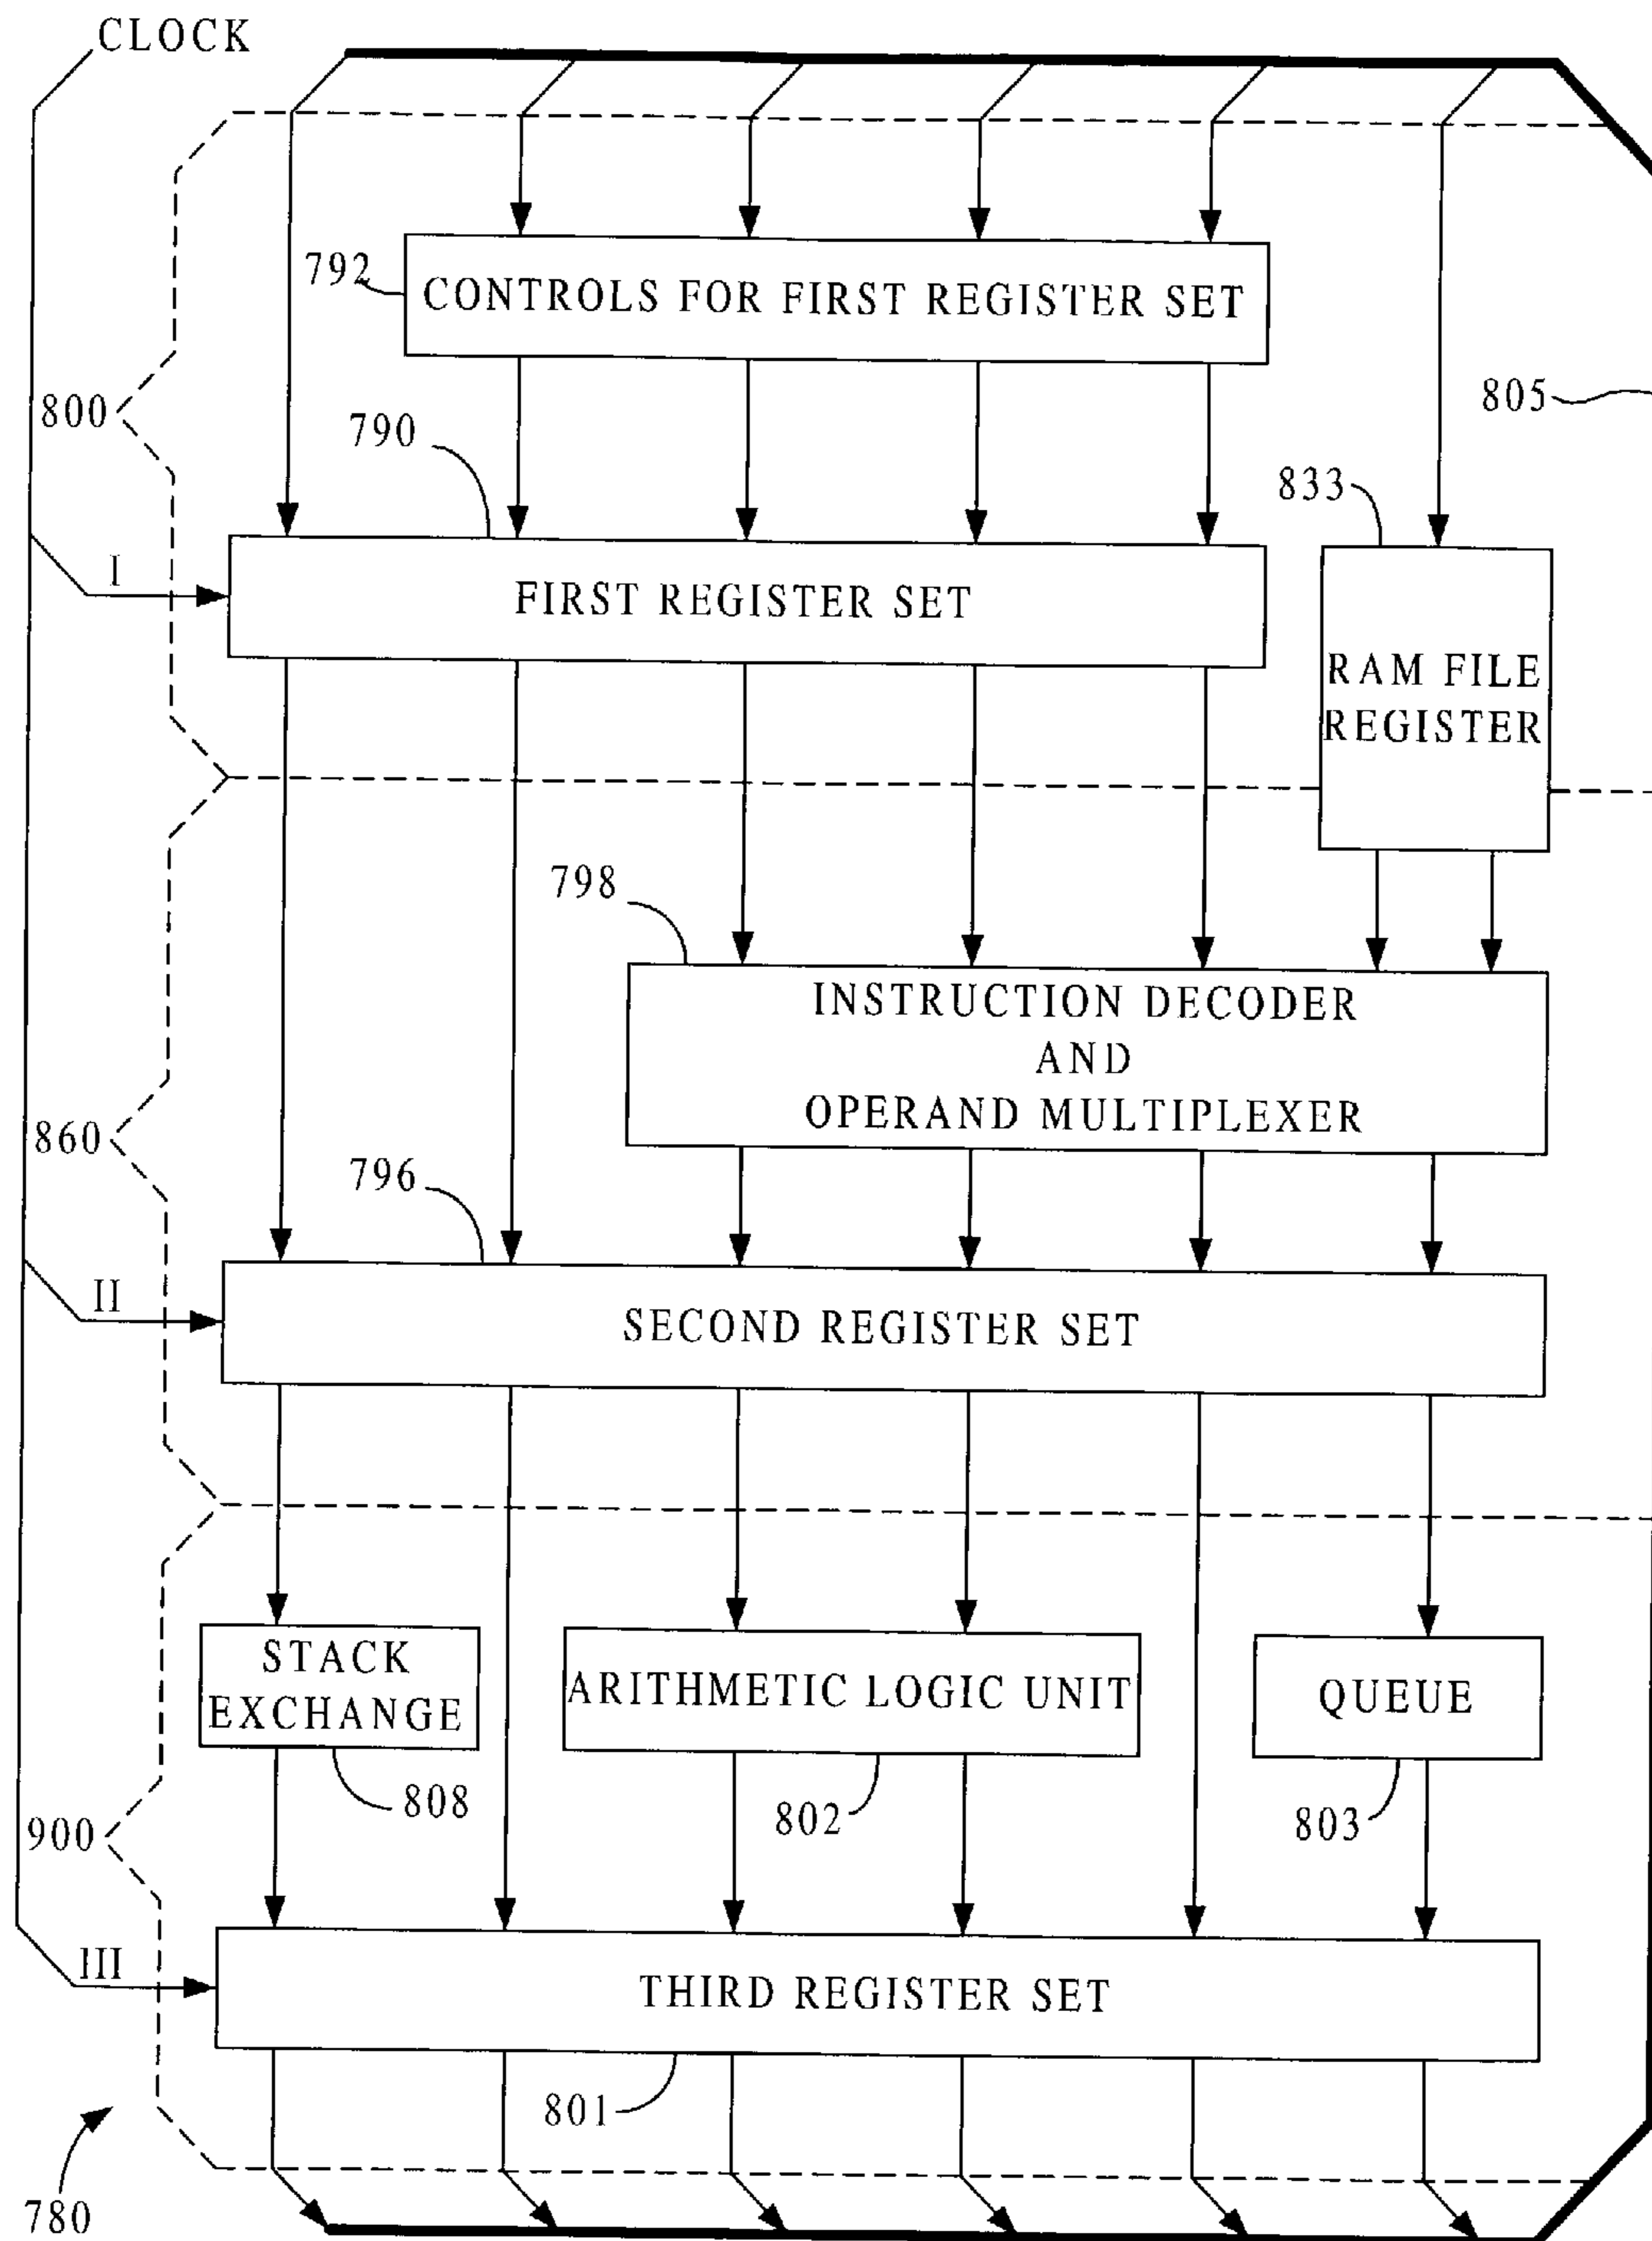 CLOCK
792
CONTROLS FOR FIRST REGISTER SET
800
805
790
833
I
FIRST REGISTER SET
RAM FILE
REGISTER
798
INSTRUCTION DECODER
AND
OPERAND MULTIPLEXER
860
796
II
SECOND REGISTER SET
STACK
EXCHANGE
ARITHMETIC LOGIC UNIT
QUEUE
808
802
803
900
III
THIRD REGISTER SET
801
780